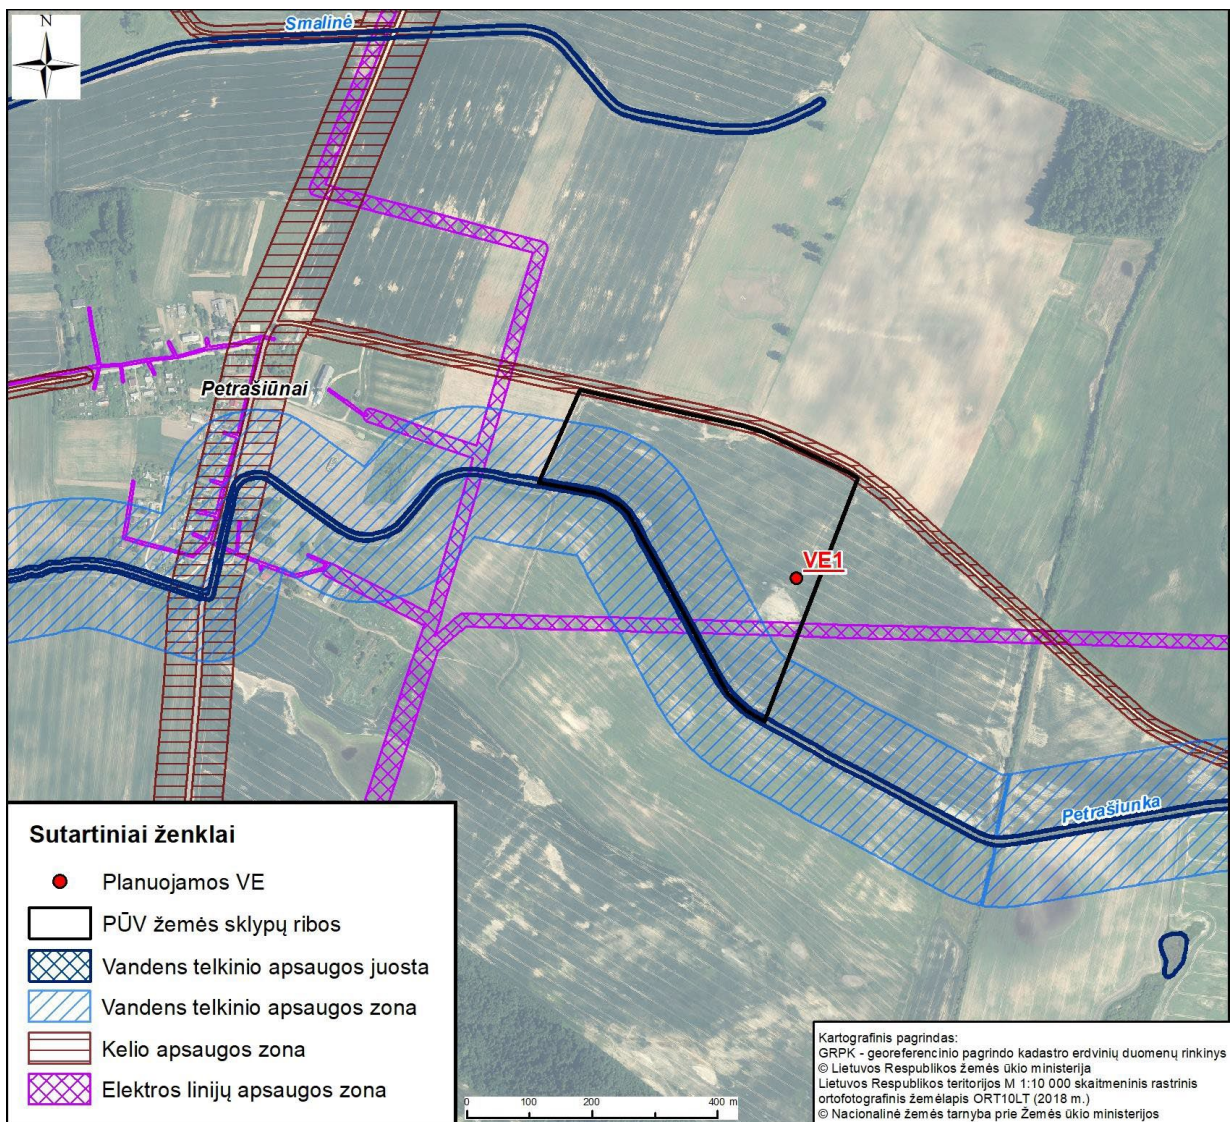 N
Smalinė
Petrašiūnai
VE1
Petrašiunka
Sutartiniai ženklai
Planuojamos VE
PŪV žemės sklypų ribos
Vandens telkinio apsaugos juosta
Vandens telkinio apsaugos zona
Kelio apsaugos zona
Elektros linijų apsaugos zona
0 100 200 400 m
Kartografinis pagrindas:
GRPK - georeferencinio pagrindo kadastro erdvinių duomenų rinkinys
© Lietuvos Respublikos žemės ūkio ministerija
Lietuvos Respublikos teritorijos M 1:10 000 skaitmeninis rastrinis
ortofotografinis žemėlapis ORT10LT (2018 m.)
© Nacionalinė žemės tarnyba prie Žemės ūkio ministerijos